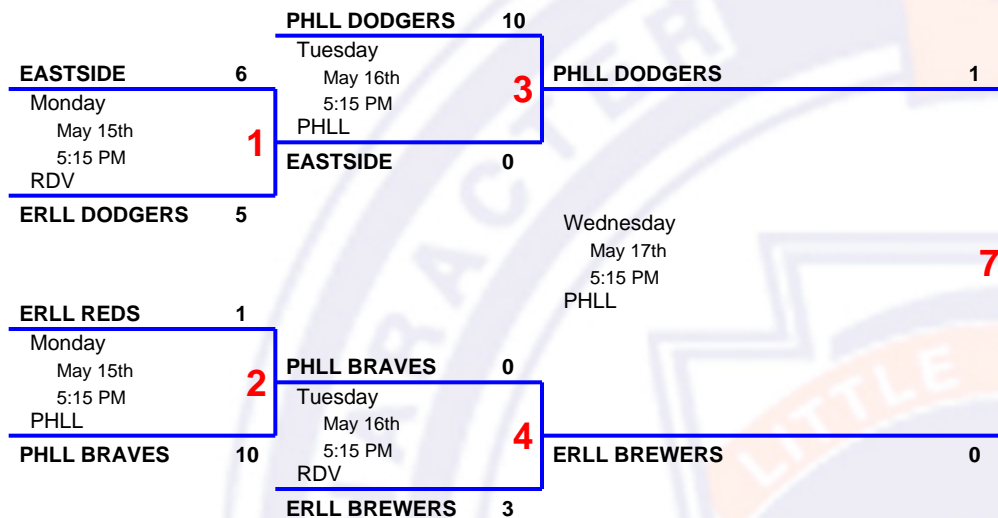 PHLL DODGERS 10
Tuesday
May 16th
5:15 PM
PHLL
3
EASTSIDE 0
EASTSIDE 6
Monday
May 15th
5:15 PM
RDV
1
ERLL DODGERS 5
PHLL DODGERS 1
Wednesday
May 17th
5:15 PM
PHLL
7
ERLL REDS 1
Monday
May 15th
5:15 PM
PHLL
2
PHLL BRAVES 10
PHLL BRAVES 0
Tuesday
May 16th
5:15 PM
RDV
4
ERLL BREWERS 3
ERLL BREWERS 0
LITTLE